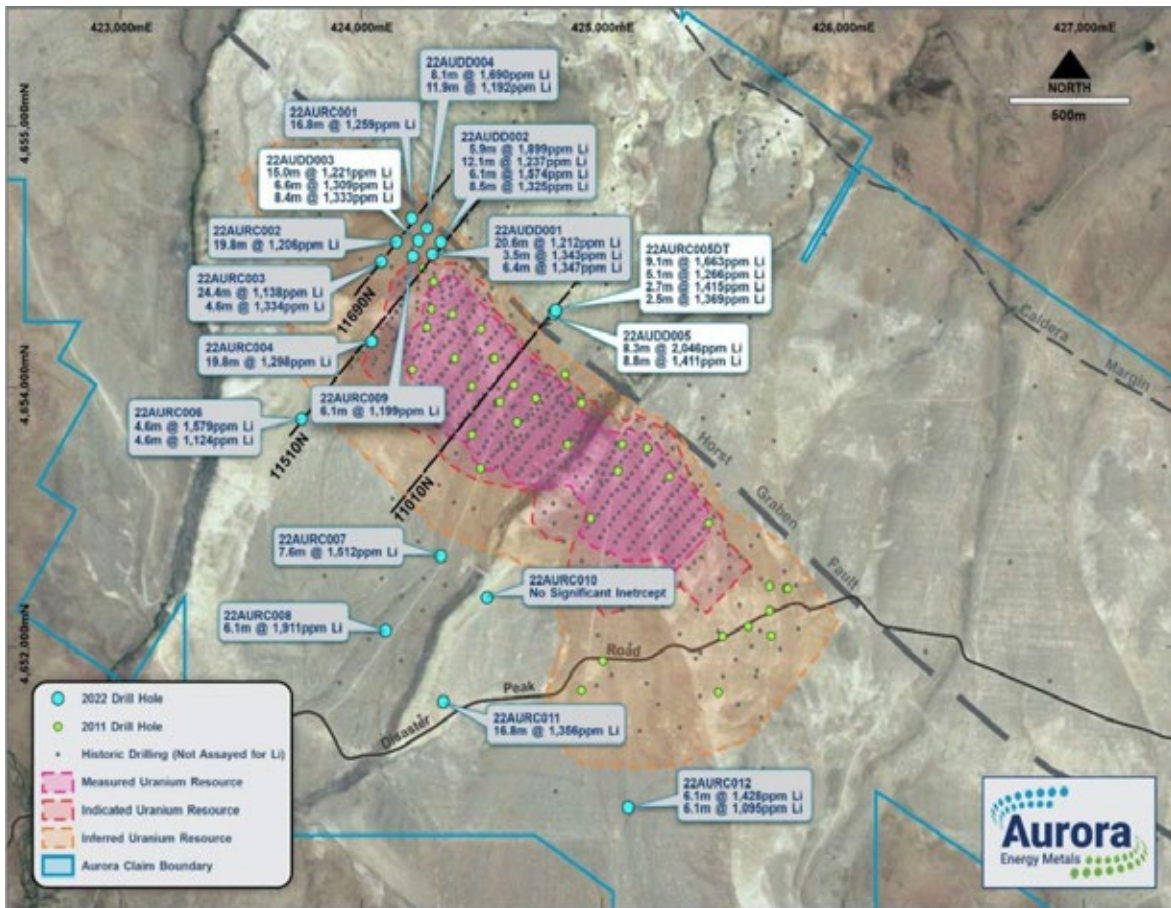 423,000mE
424,000mE
425,000mE
426,000mE
427,000mE
4,655,000mN
4,654,000mN
4,652,000mN
NORTH
500m
22AUDD004
8.1m @ 1,690ppm Li
11.9m @ 1,192ppm Li
22AURC001
16.8m @ 1,259ppm Li
22AUDD002
5.9m @ 1,899ppm Li
12.1m @ 1,237ppm Li
6.1m @ 1,574ppm Li
8.5m @ 1,325ppm Li
22AUDD003
15.0m @ 1,221ppm Li
6.6m @ 1,309ppm Li
8.4m @ 1,333ppm Li
22AURC002
19.8m @ 1,206ppm Li
22AUDD001
20.6m @ 1,212ppm Li
3.5m @ 1,343ppm Li
6.4m @ 1,347ppm Li
22AURC005DT
9.1m @ 1,663ppm Li
5.1m @ 1,266ppm Li
2.7m @ 1,415ppm Li
2.5m @ 1,369ppm Li
22AURC003
24.4m @ 1,138ppm Li
4.6m @ 1,334ppm Li
11690N
22AUDD005
8.3m @ 2,046ppm Li
8.8m @ 1,411ppm Li
22AURC004
19.8m @ 1,298ppm Li
22AURC009
6.1m @ 1,199ppm Li
22AURC006
4.6m @ 1,579ppm Li
4.6m @ 1,124ppm Li
11510N
11010N
Caldera
Margin
Horst
Graben
Fault
22AURC007
7.6m @ 1,512ppm Li
22AURC010
No Significant Inetrcept
22AURC008
6.1m @ 1,911ppm Li
Disaster
Peak
Road
22AURC011
16.8m @ 1,356ppm Li
22AURC012
6.1m @ 1,428ppm Li
6.1m @ 1,095ppm Li
2022 Drill Hole
2011 Drill Hole
Historic Drilling (Not Assayed for Li)
Measured Uranium Resource
Indicated Uranium Resource
Inferred Uranium Resource
Aurora Claim Boundary
Aurora
Energy Metals